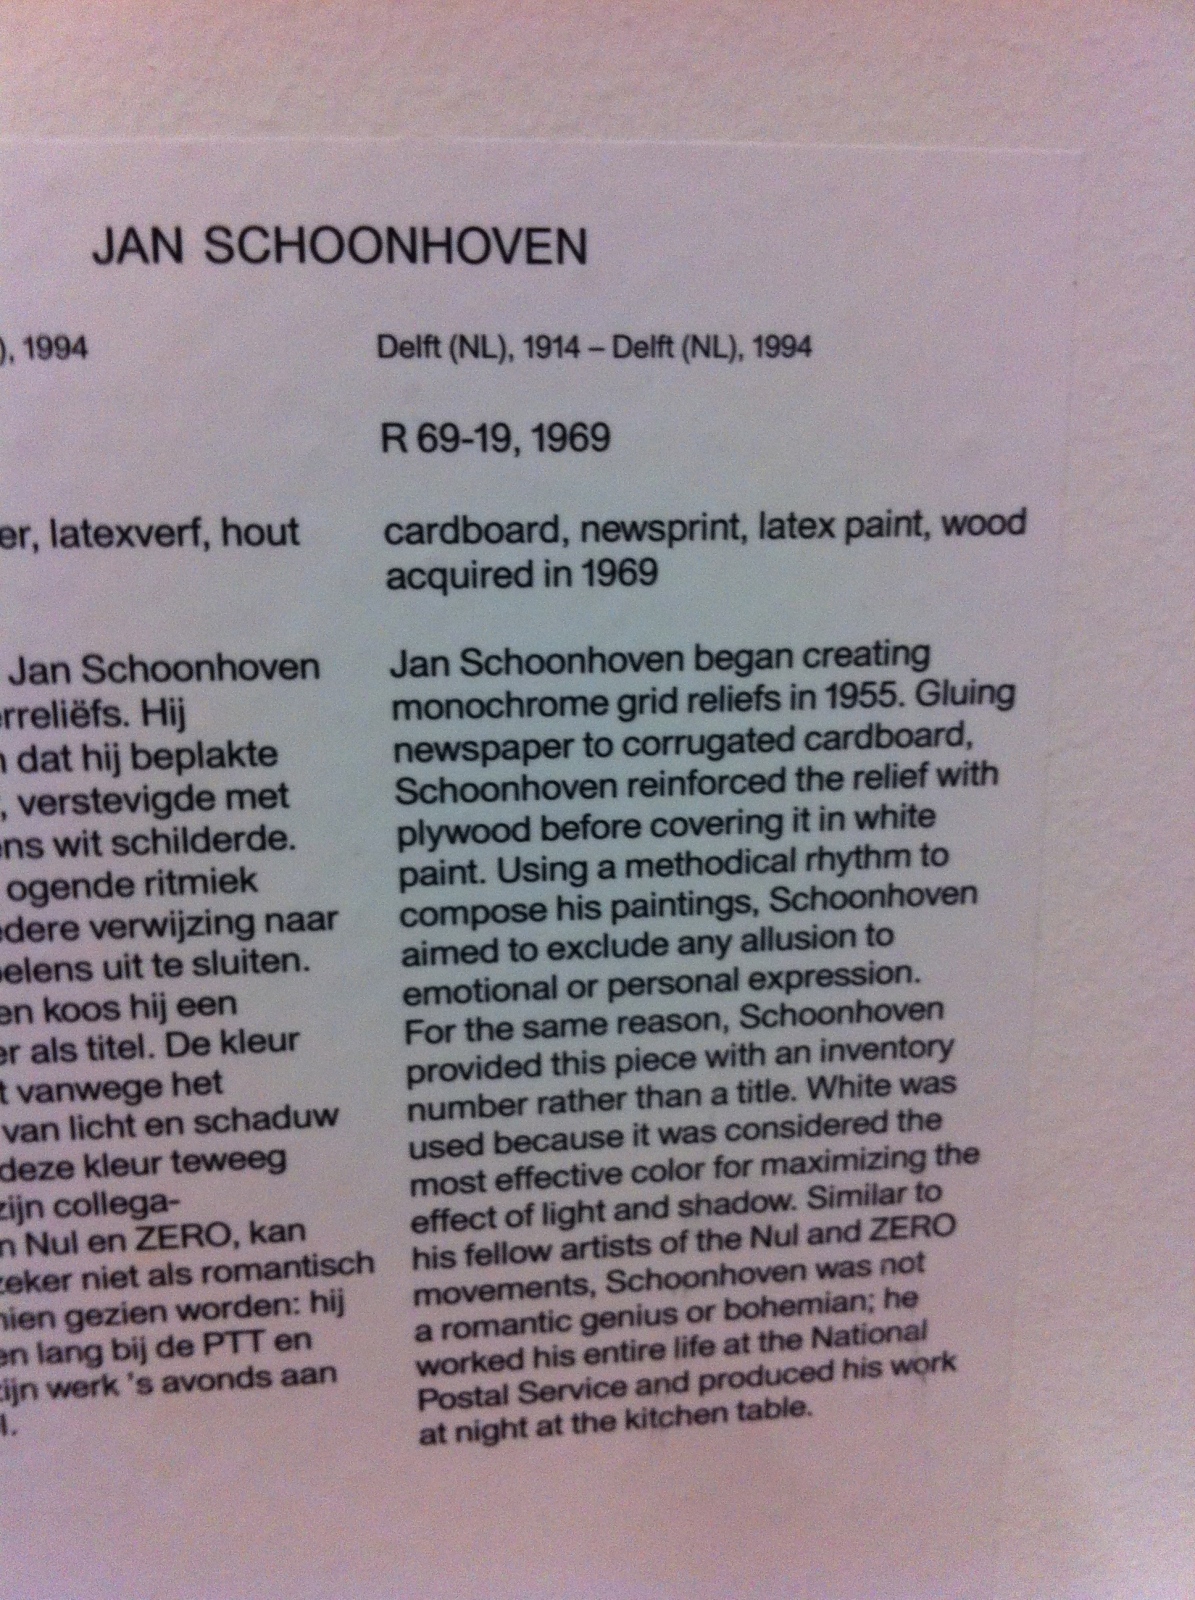 JAN SCHOONHOVEN
), 1994
latexverf, hout
Jan Schoonhoven
Hij
dat hij beplakte
verstevigde met
wit schilderde.
ogende ritmiek
verwijzing naar
uit te sluiten.
koos hij een
als titel. De kleur
vanwege het
van licht en schaduw
deze kleur teweeg
zijn collega-
Nul en ZERO, kan
zeker niet als romantisch
gezien worden: hij
lang bij de PTT en
zijn werk 's avonds aan
Delft (NL), 1914 – Delft (NL), 1994
R 69-19, 1969
cardboard, newsprint, latex paint, wood
acquired in 1969
Jan Schoonhoven began creating
monochrome grid reliefs in 1955. Gluing
newspaper to corrugated cardboard,
Schoonhoven reinforced the relief with
plywood before covering it in white
paint. Using a methodical rhythm to
compose his paintings, Schoonhoven
aimed to exclude any allusion to
emotional or personal expression.
For the same reason, Schoonhoven
provided this piece with an inventory
number rather than a title. White was
used because it was considered the
most effective color for maximizing the
effect of light and shadow. Similar to
his fellow artists of the Nul and ZERO
movements, Schoonhoven was not
a romantic genius or bohemian; he
worked his entire life at the National
Postal Service and produced his work
at night at the kitchen table.